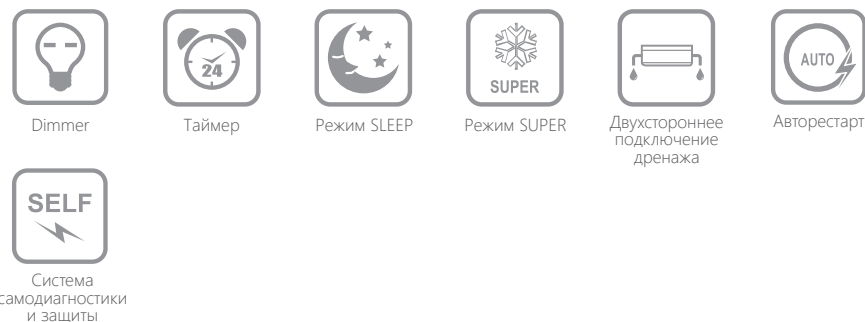 24
SUPER
AUTO
Dimmer
Таймер
Режим SLEEP
Режим SUPER
Двухстороннее
подключение
дренажа
Авторестарт
SELF
Система
самодиагностики
и защиты